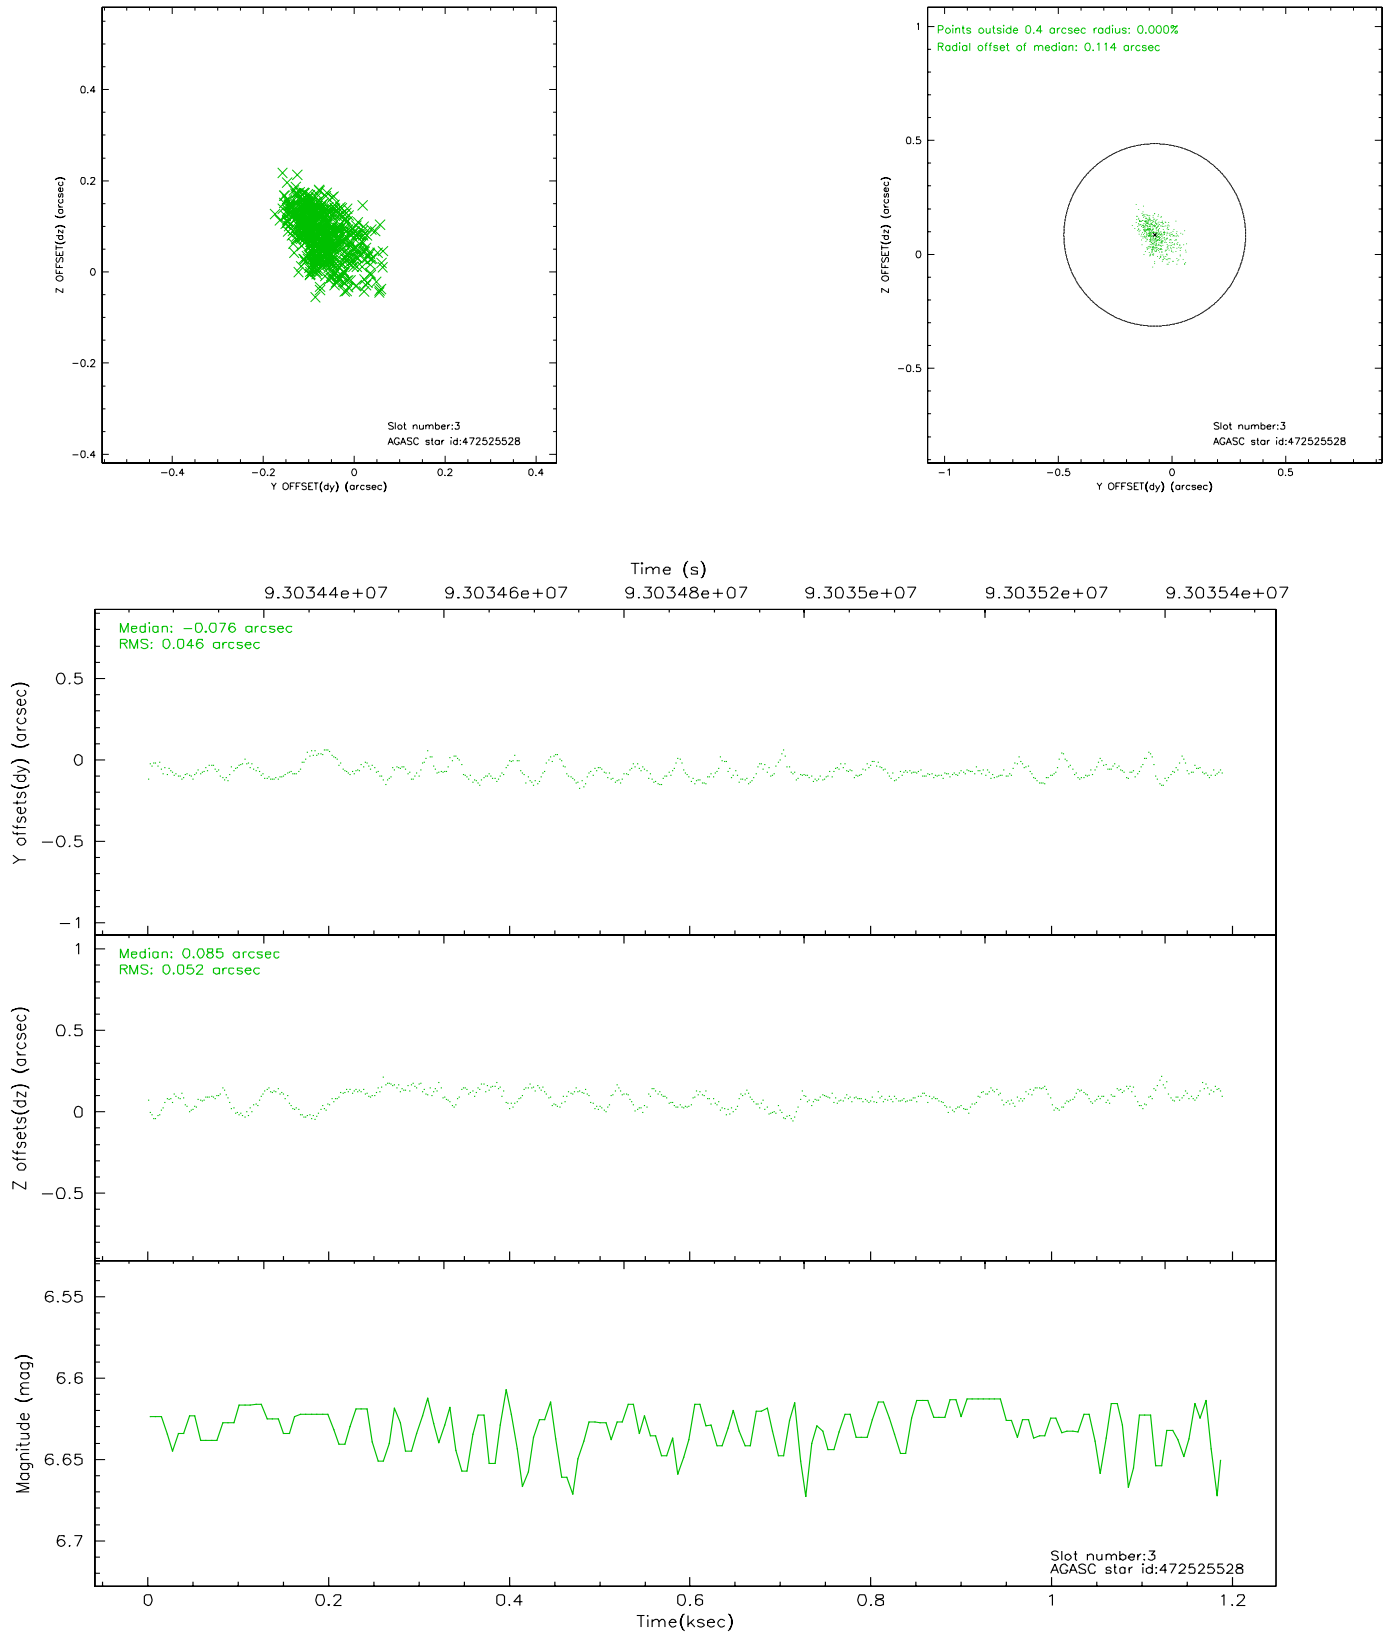 0.4
0.2
0
−0.2
−0.4
Z OFFSET(dz) (arcsec)
Slot number:3
AGASC star id:472525528
−0.4 −0.2 0 0.2 0.4
Y OFFSET(dy) (arcsec)
Points outside 0.4 arcsec radius: 0.000%
Radial offset of median: 0.114 arcsec
1
0.5
0
−0.5
Z OFFSET(dz) (arcsec)
Slot number:3
AGASC star id:472525528
−1 −0.5 0 0.5
Y OFFSET(dy) (arcsec)
Time (s)
9.30344e+07 9.30346e+07 9.30348e+07 9.3035e+07 9.30352e+07 9.30354e+07
Median: −0.076 arcsec
RMS: 0.046 arcsec
0.5
0
−0.5
−1
Y offsets(dy) (arcsec)
Median: 0.085 arcsec
RMS: 0.052 arcsec
1
0.5
0
−0.5
Z offsets(dz) (arcsec)
6.55
6.6
6.65
6.7
Magnitude (mag)
Slot number:3
AGASC star id:472525528
0 0.2 0.4 0.6 0.8 1 1.2
Time(ksec)